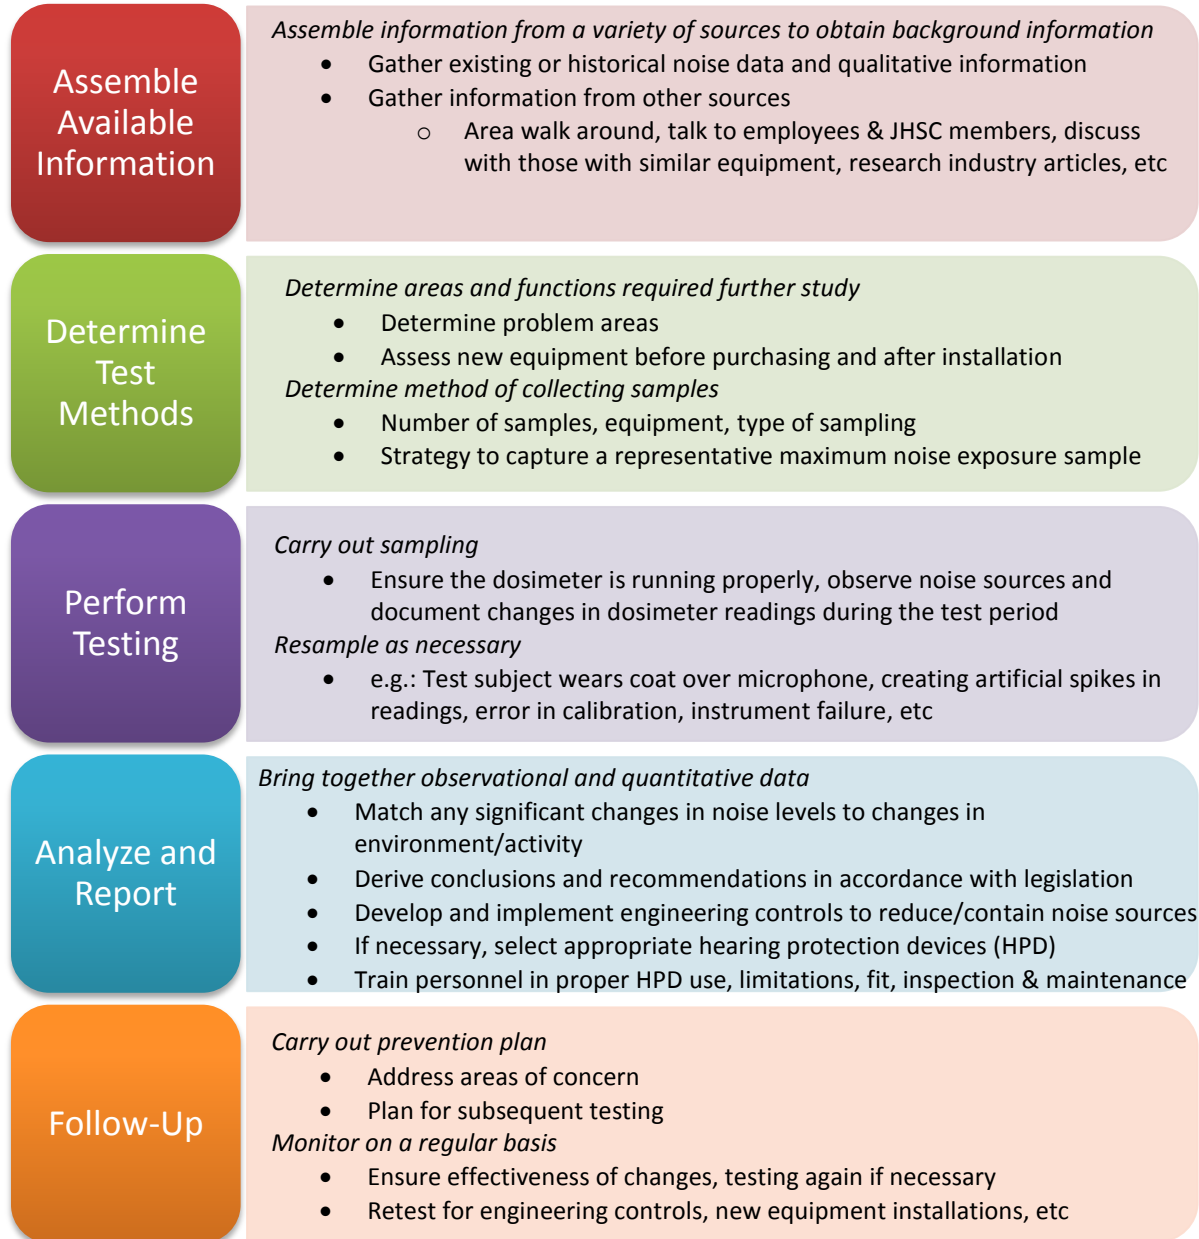 Assemble
Available
Information
Assemble information from a variety of sources to obtain background information
• Gather existing or historical noise data and qualitative information
• Gather information from other sources
o Area walk around, talk to employees & JHSC members, discuss
with those with similar equipment, research industry articles, etc
Determine
Test
Methods
Determine areas and functions required further study
• Determine problem areas
• Assess new equipment before purchasing and after installation
Determine method of collecting samples
• Number of samples, equipment, type of sampling
• Strategy to capture a representative maximum noise exposure sample
Perform
Testing
Carry out sampling
• Ensure the dosimeter is running properly, observe noise sources and
document changes in dosimeter readings during the test period
Resample as necessary
• e.g.: Test subject wears coat over microphone, creating artificial spikes in
readings, error in calibration, instrument failure, etc
Analyze and
Report
Bring together observational and quantitative data
• Match any significant changes in noise levels to changes in
environment/activity
• Derive conclusions and recommendations in accordance with legislation
• Develop and implement engineering controls to reduce/contain noise sources
• If necessary, select appropriate hearing protection devices (HPD)
• Train personnel in proper HPD use, limitations, fit, inspection & maintenance
Follow-Up
Carry out prevention plan
• Address areas of concern
• Plan for subsequent testing
Monitor on a regular basis
• Ensure effectiveness of changes, testing again if necessary
• Retest for engineering controls, new equipment installations, etc